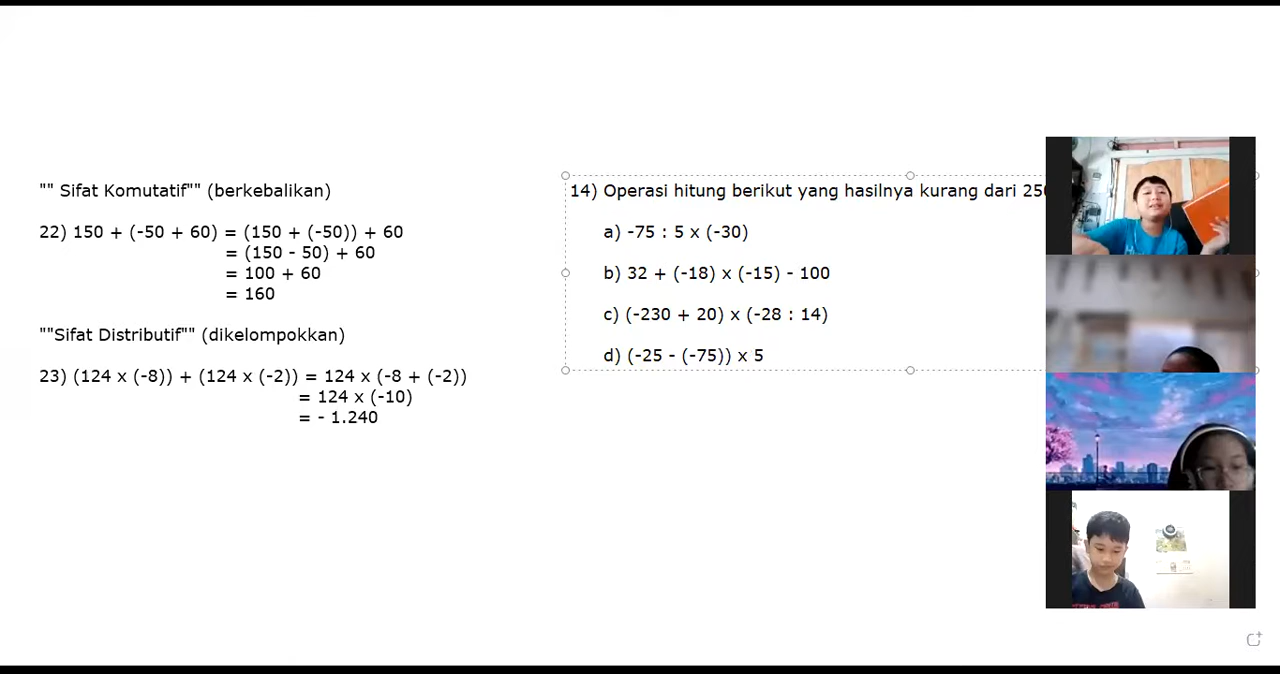 "" Sifat Komutatif"" (berkebalikan)
22) 150 + (-50 + 60) = (150 + (-50)) + 60
= (150 - 50) + 60
= 100 + 60
= 160
""Sifat Distributif"" (dikelompokkan)
23) (124 x (-8)) + (124 x (-2)) = 124 x (-8 + (-2))
= 124 x (-10)
= - 1.240
14) Operasi hitung berikut yang hasilnya kurang dari
a) -75 : 5 x (-30)
b) 32 + (-18) x (-15) - 100
c) (-230 + 20) x (-28 : 14)
d) (-25 - (-75)) x 5